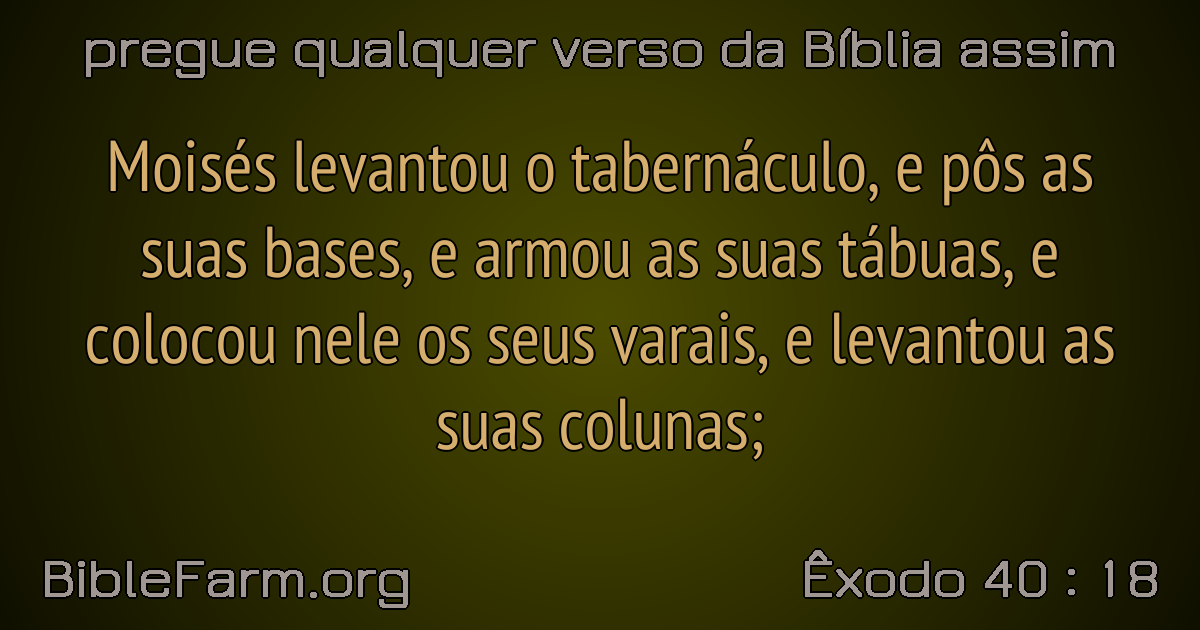 pregue qualquer verso da Bíblia assim
Moisés levantou o tabernáculo, e pôs as
suas bases, e armou as suas tábuas, e
colocou nele os seus varais, e levantou as
suas colunas;
BibleFarm.org
Êxodo 40 : 18